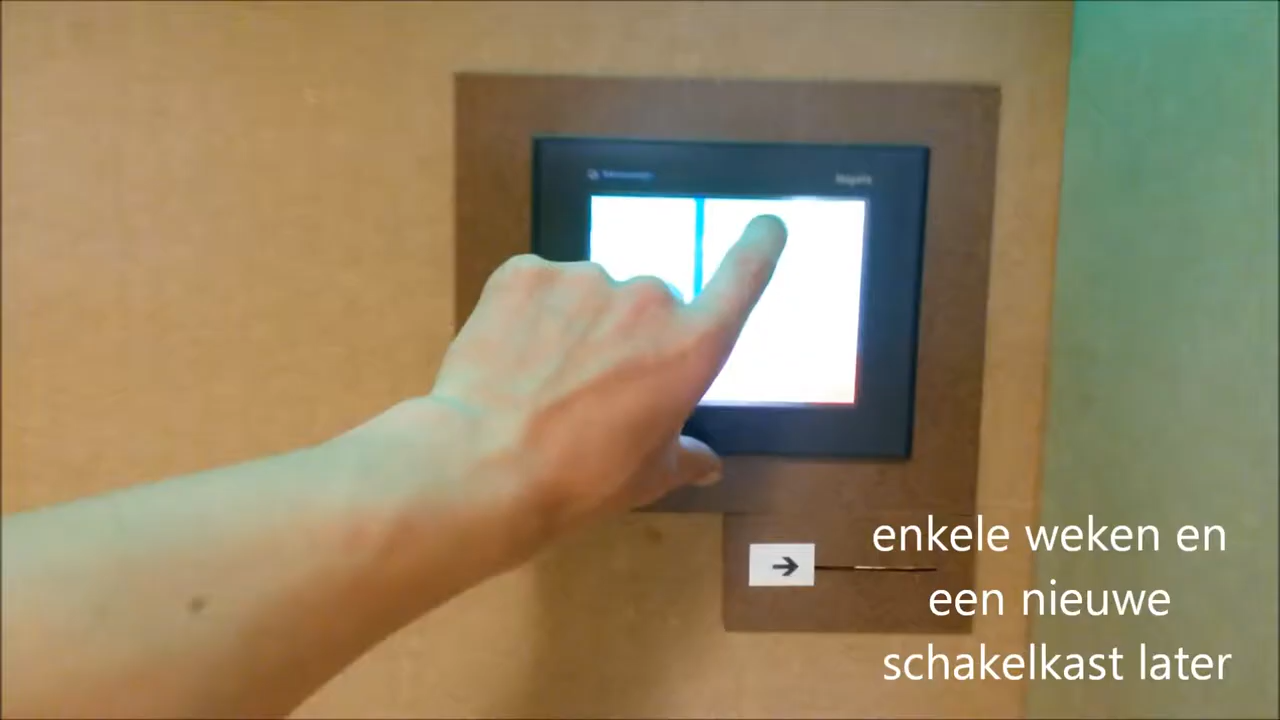 →
enkele weken en
een nieuwe
schakelkast later